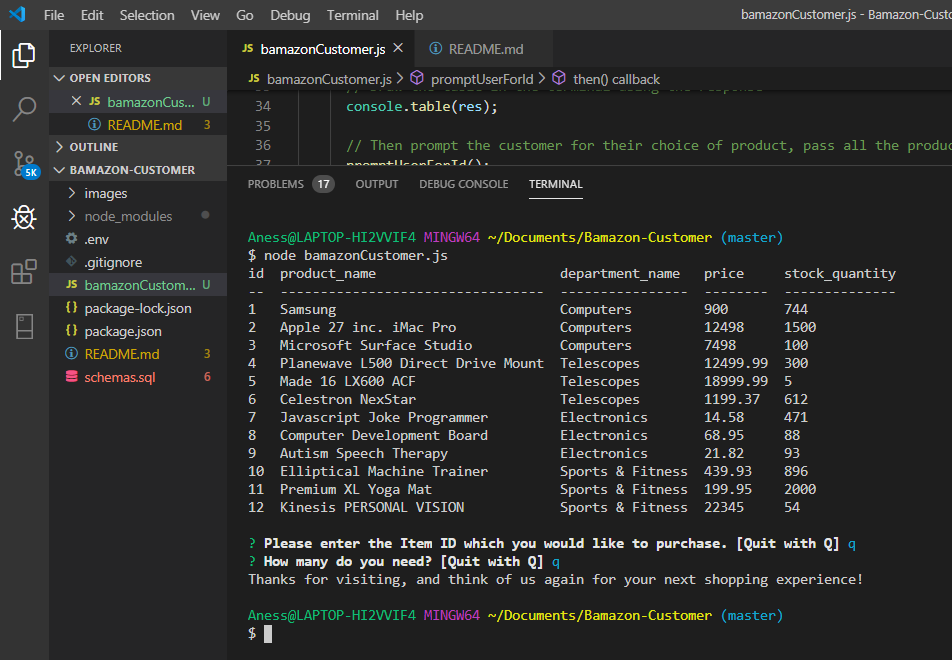 File Edit Selection View Go Debug Terminal Help bamazonCustomer.js - Bamazon-Custo
EXPLORER
OPEN EDITORS
JS bamazonCus... U
README.md 3
OUTLINE
BAMAZON-CUSTOMER
images
node_modules
.env
.gitignore
JS bamazonCustom... U
{} package-lock.json
{} package.json
README.md 3
schemas.sql 6
5K
JS bamazonCustomer.js README.md
JS bamazonCustomer.js > promptUserForId > then() callback
34 console.table(res);
35
36 // Then prompt the customer for their choice of product, pass all the produc
37 promptUserForId();
PROBLEMS 17 OUTPUT DEBUG CONSOLE TERMINAL
Aness@LAPTOP-HI2VVIF4 MINGW64 ~/Documents/Bamazon-Customer (master)
$ node bamazonCustomer.js
id product_name department_name price stock_quantity
-- --------------------------------- ---------------- -------- --------------
1 Samsung Computers 900 744
2 Apple 27 inc. iMac Pro Computers 12498 1500
3 Microsoft Surface Studio Computers 7498 100
4 Planewave L500 Direct Drive Mount Telescopes 12499.99 300
5 Made 16 LX600 ACF Telescopes 18999.99 5
6 Celestron NexStar Telescopes 1199.37 612
7 Javascript Joke Programmer Electronics 14.58 471
8 Computer Development Board Electronics 68.95 88
9 Autism Speech Therapy Electronics 21.82 93
10 Elliptical Machine Trainer Sports & Fitness 439.93 896
11 Premium XL Yoga Mat Sports & Fitness 199.95 2000
12 Kinesis PERSONAL VISION Sports & Fitness 22345 54
? Please enter the Item ID which you would like to purchase. [Quit with Q] q
? How many do you need? [Quit with Q] q
Thanks for visiting, and think of us again for your next shopping experience!
Aness@LAPTOP-HI2VVIF4 MINGW64 ~/Documents/Bamazon-Customer (master)
$